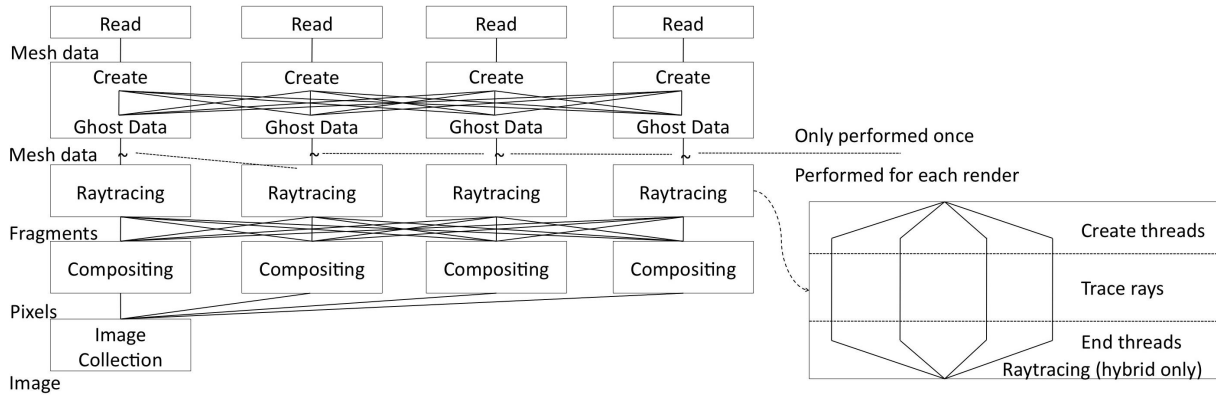 Read Read Read Read
Mesh data
Create Create Create Create
Ghost Data Ghost Data Ghost Data Ghost Data
Only performed once
Mesh data ~ ~ ~ ~
Performed for each render
Raytracing Raytracing Raytracing Raytracing
Fragments
Create threads
Compositing Compositing Compositing Compositing
Trace rays
Pixels
Image
Collection
End threads
Raytracing (hybrid only)
Image